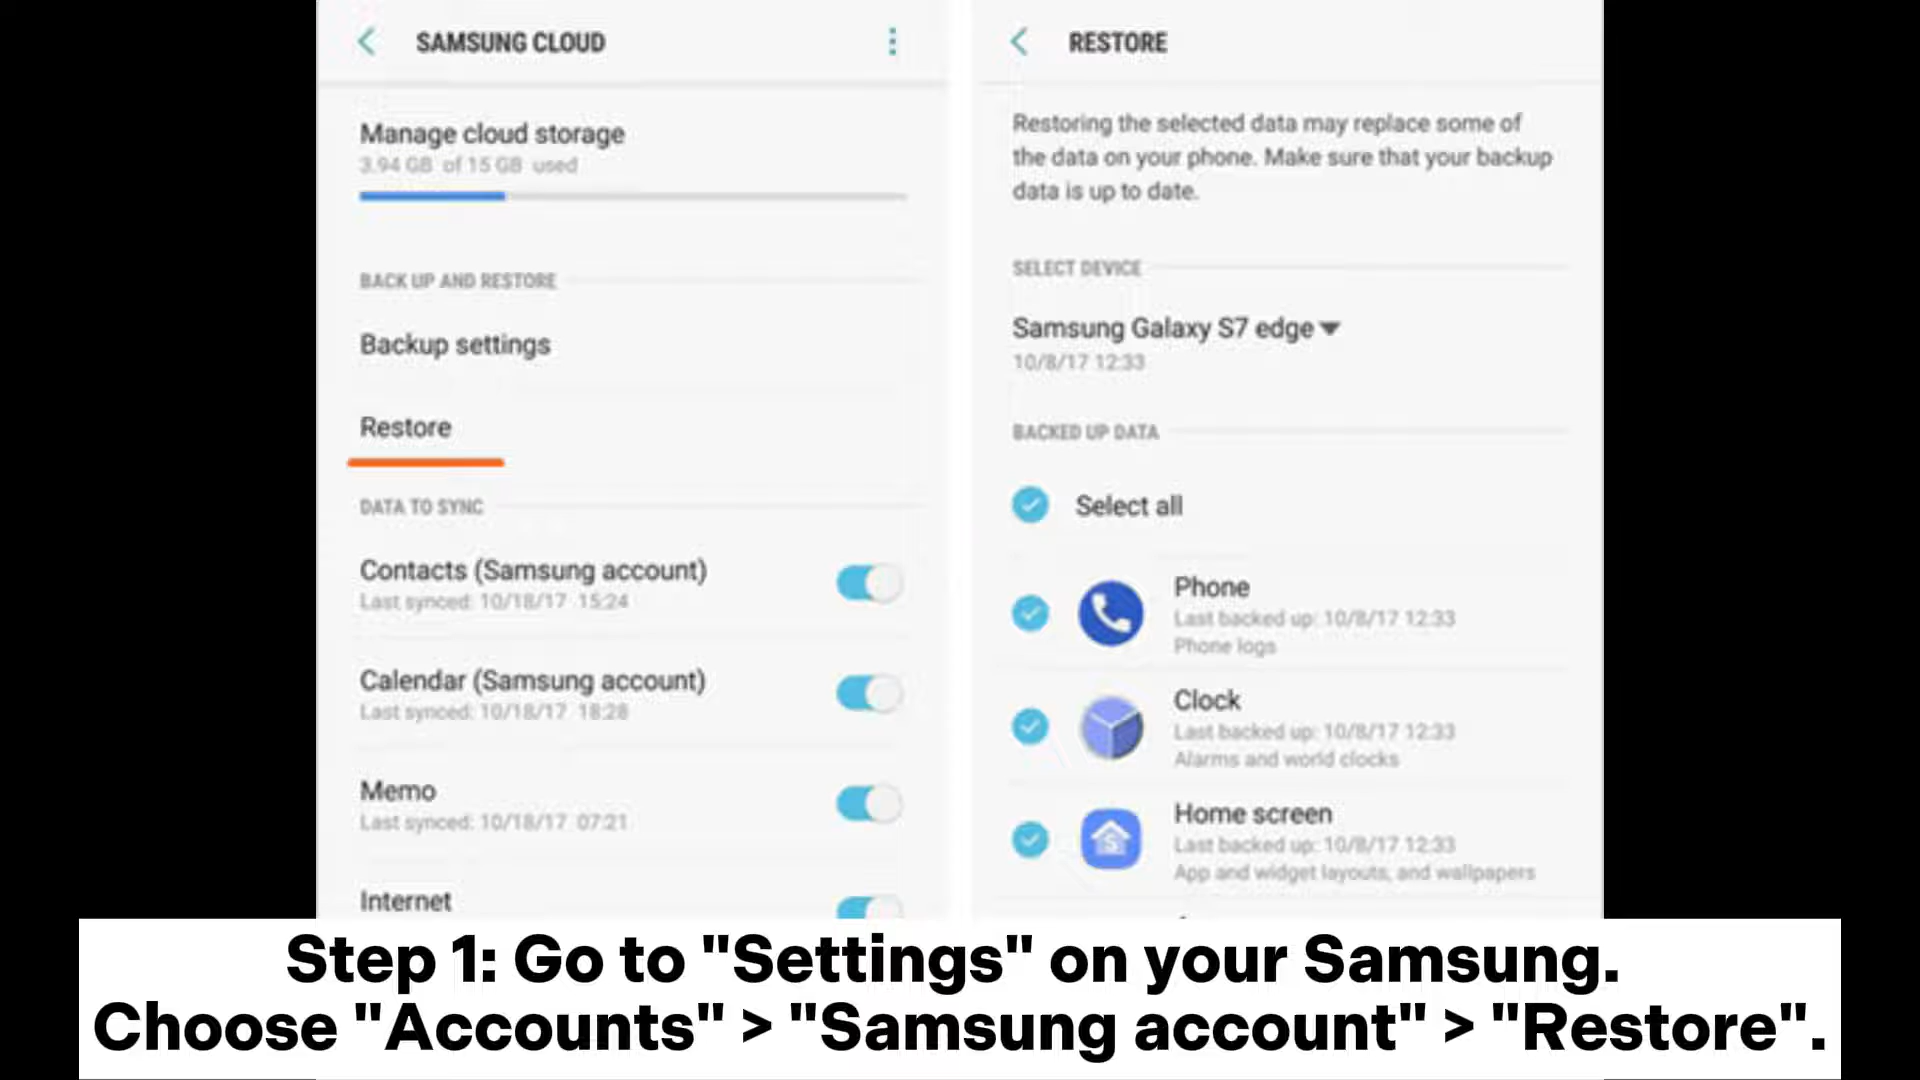 SAMSUNG CLOUD
Manage cloud storage
3.94 GB of 15 GB used
BACK UP AND RESTORE
Backup settings
Restore
DATA TO SYNC
Contacts (Samsung account)
Last synced: 10/18/17 15:24
Calendar (Samsung account)
Last synced: 10/18/17 18:28
Memo
Last synced: 10/18/17 07:21
Internet
RESTORE
Restoring the selected data may replace some of
the data on your phone. Make sure that your backup
data is up to date.
SELECT DEVICE
Samsung Galaxy S7 edge
10/8/17 12:33
BACKED UP DATA
Select all
Phone
Last backed up: 10/8/17 12:33
Phone logs
Clock
Last backed up: 10/8/17 12:33
Alarms and world clocks
Home screen
Last backed up: 10/8/17 12:33
App and widget layouts, and wallpapers
Step 1: Go to "Settings" on your Samsung.
Choose "Accounts" > "Samsung account" > "Restore".